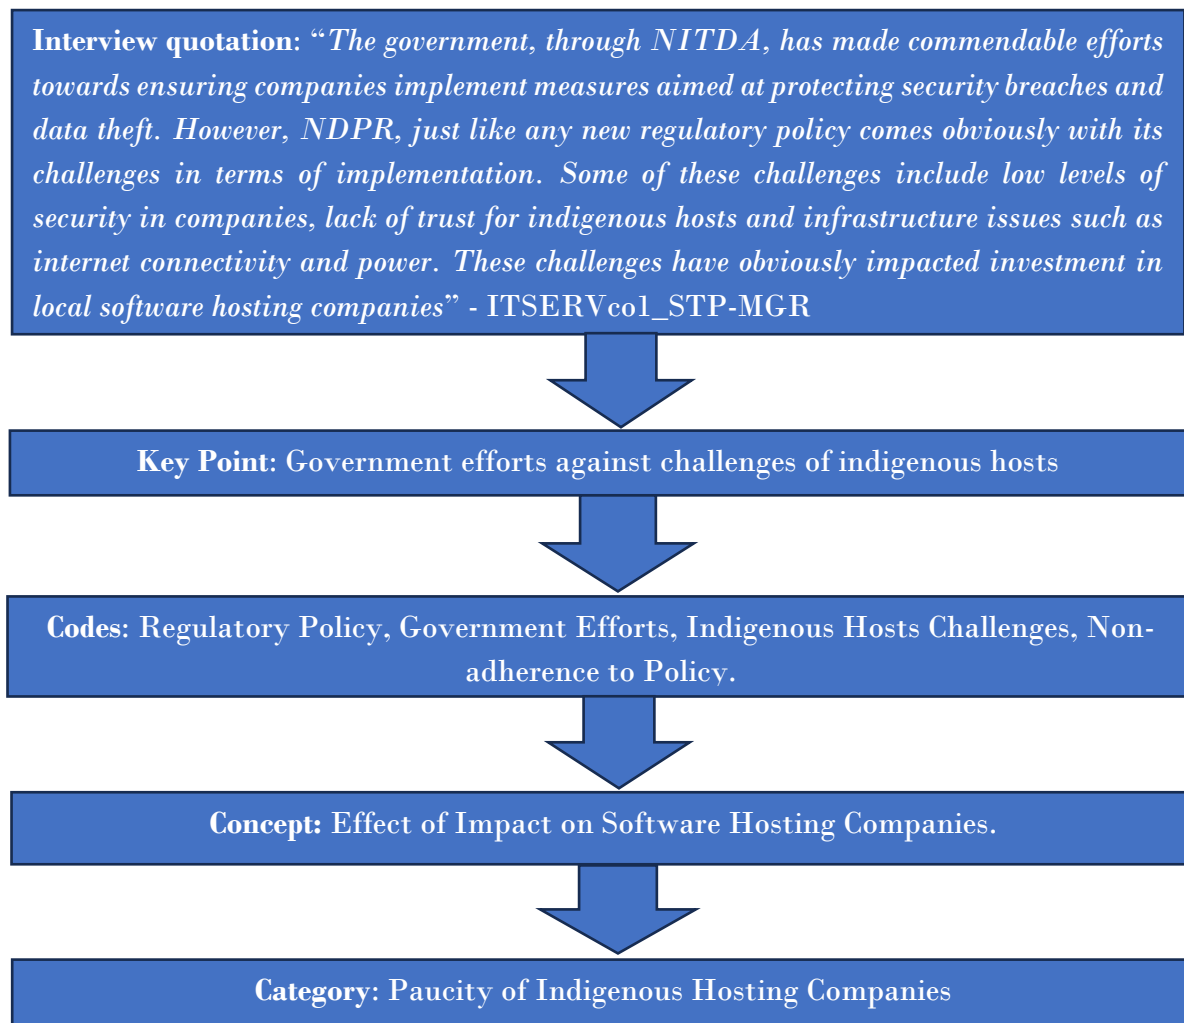 Interview quotation: “The government, through NITDA, has made commendable efforts
towards ensuring companies implement measures aimed at protecting security breaches and
data theft. However, NDPR, just like any new regulatory policy comes obviously with its
challenges in terms of implementation. Some of these challenges include low levels of
security in companies, lack of trust for indigenous hosts and infrastructure issues such as
internet connectivity and power. These challenges have obviously impacted investment in
local software hosting companies” - ITSERVco1_STP-MGR
Key Point: Government efforts against challenges of indigenous hosts
Codes: Regulatory Policy, Government Efforts, Indigenous Hosts Challenges, Non-
adherence to Policy.
Concept: Effect of Impact on Software Hosting Companies.
Category: Paucity of Indigenous Hosting Companies